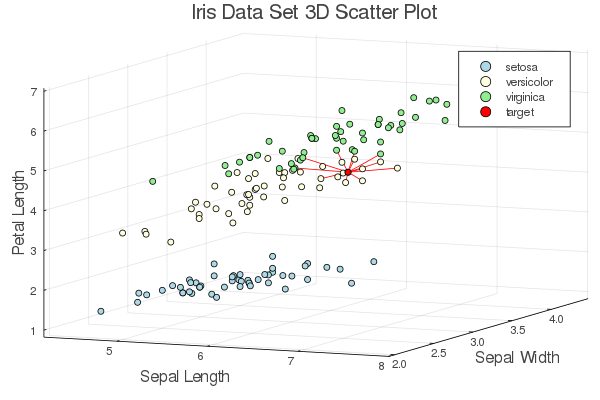 Iris Data Set 3D Scatter Plot
setosa
versicolor
virginica
target
7
6
5
4
3
2
1
Petal Length
5
6
7
8
Sepal Length
2.0
2.5
3.0
3.5
4.0
Sepal Width